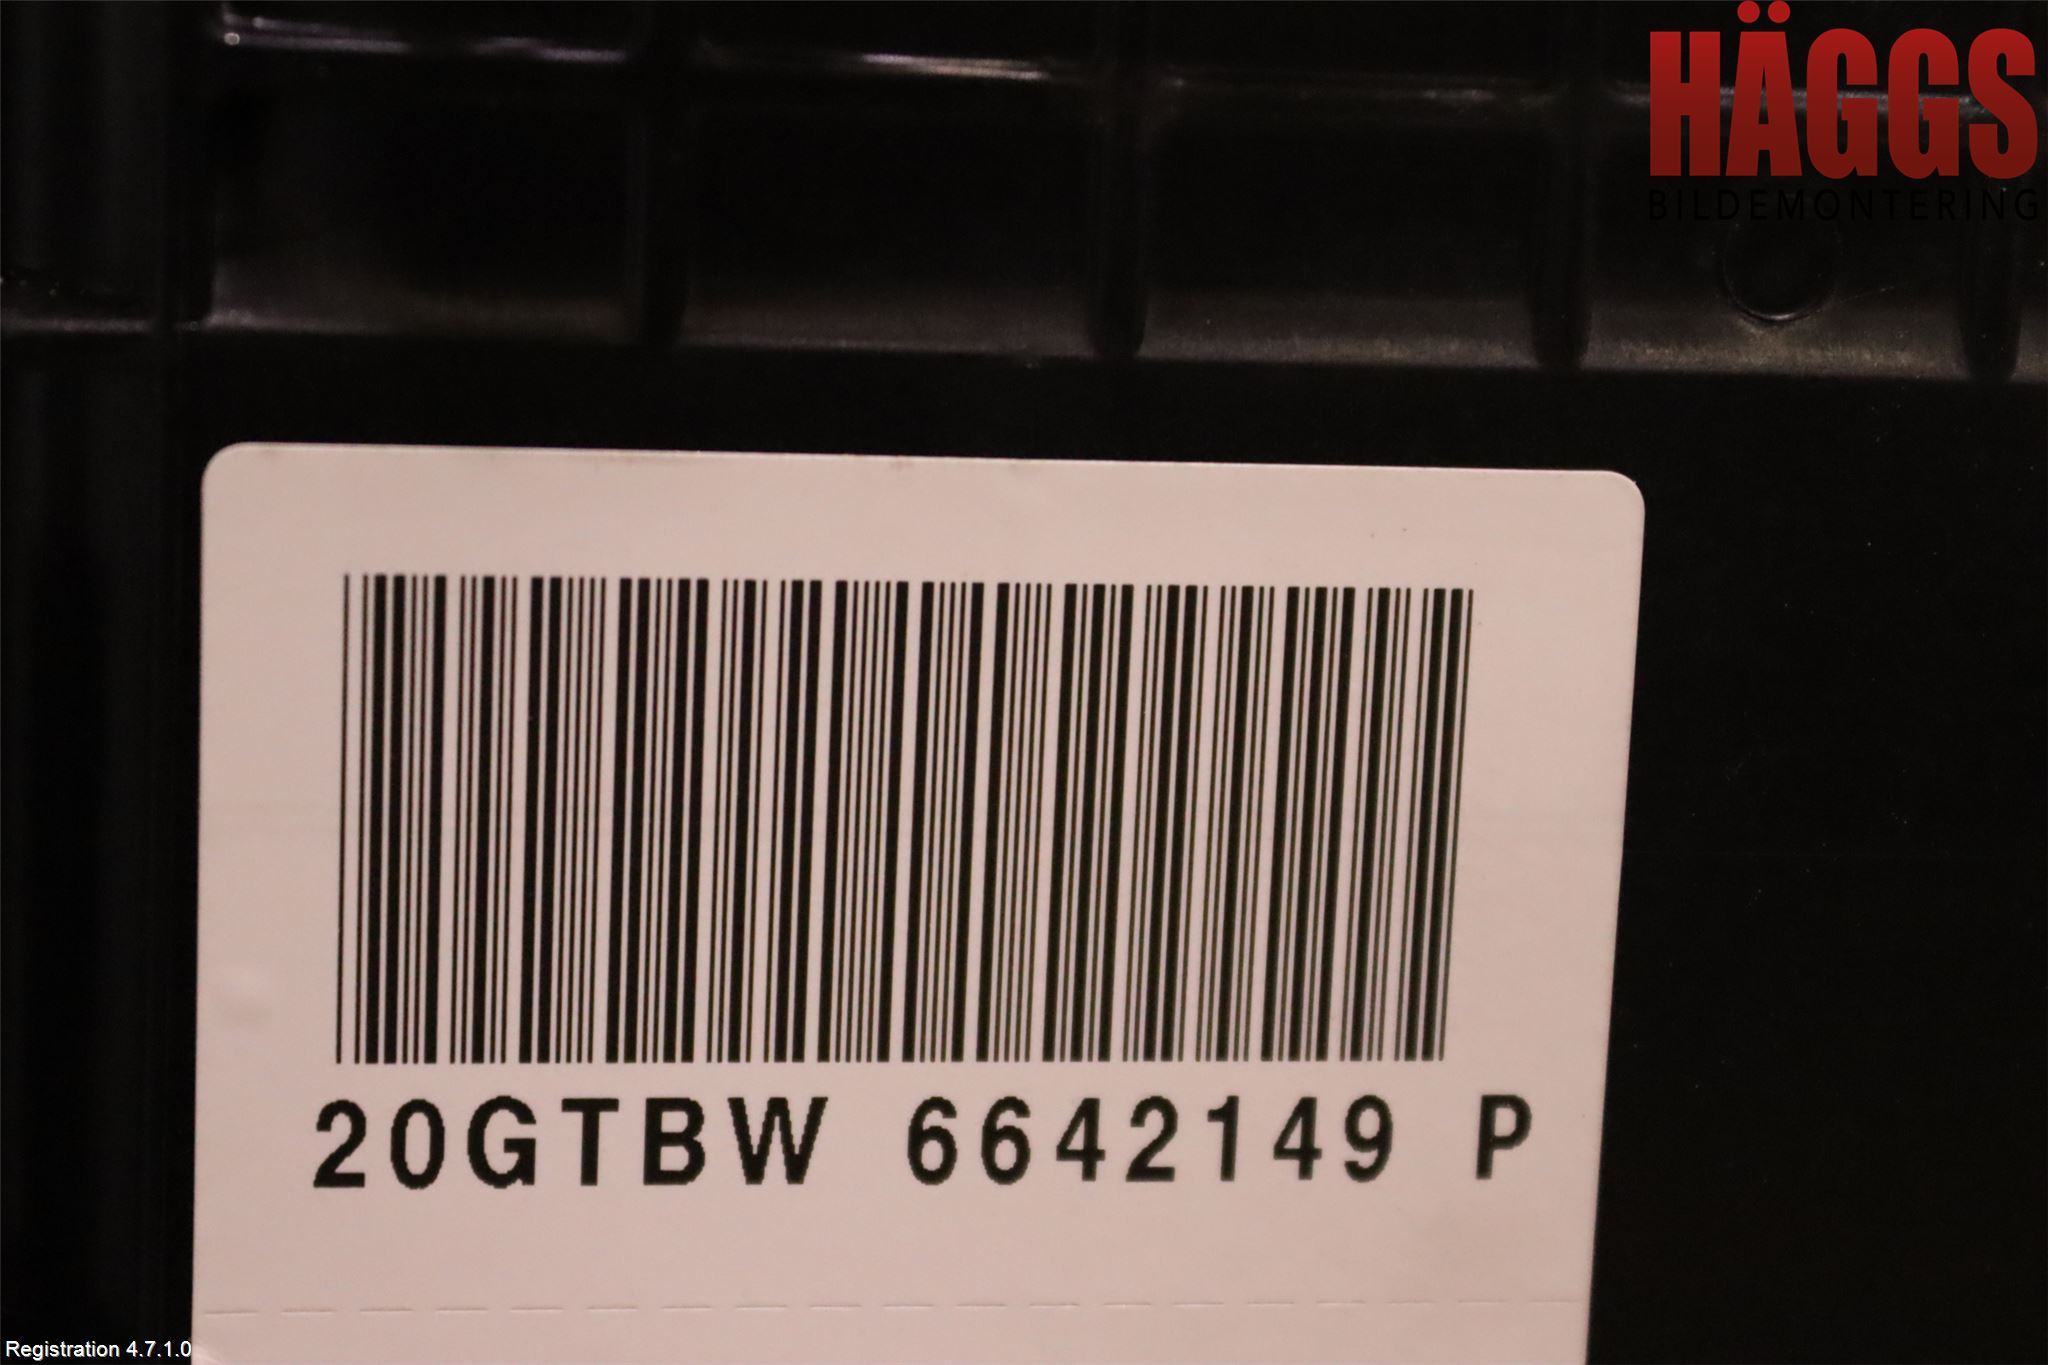 HÄGGS
BILDEMONTERING
20GTBW 6642149 P
Registration 4.7.1.0